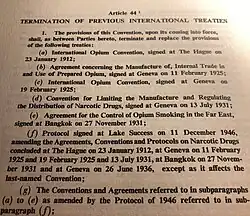 Article 44 ¹
TERMINATION OF PREVIOUS INTERNATIONAL TREATIES
1. The provisions of this Convention, upon its coming into force,
shall, as between Parties hereto, terminate and replace the provisions
of the following treaties:
(a) International Opium Convention, signed at The Hague on
23 January 1912;
(b) Agreement concerning the Manufacture of, Internal Trade in
and Use of Prepared Opium, signed at Geneva on 11 February 1925;
(c) International Opium Convention, signed at Geneva on
19 February 1925;
(d) Convention for Limiting the Manufacture and Regulating
the Distribution of Narcotic Drugs, signed at Geneva on 13 July 1931;
(e) Agreement for the Control of Opium Smoking in the Far East,
signed at Bangkok on 27 November 1931;
(f) Protocol signed at Lake Success on 11 December 1946,
amending the Agreements, Conventions and Protocols on Narcotic Drugs
concluded at The Hague on 23 January 1912, at Geneva on 11 February
1925 and 19 February 1925 and 13 July 1931, at Bangkok on 27 Novem-
ber 1931 and at Geneva on 26 June 1936, except as it affects the
last-named Convention;
(g) The Conventions and Agreements referred to in subparagraphs
(a) to (e) as amended by the Protocol of 1946 referred to in sub
paragraph (f);